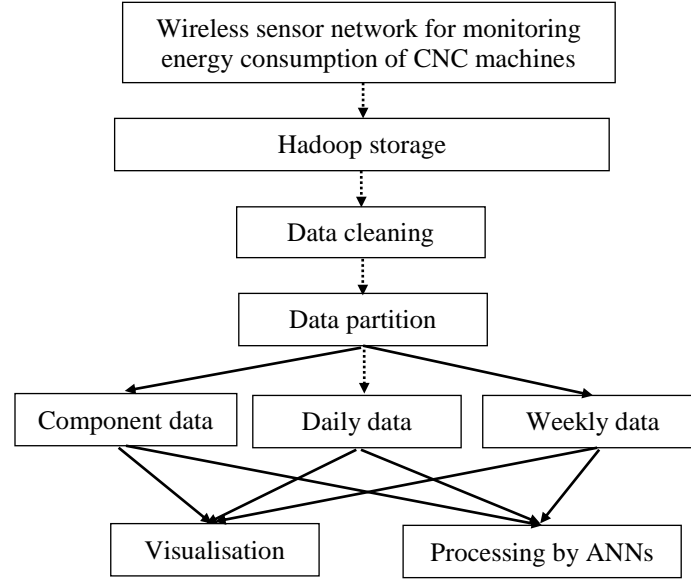 Wireless sensor network for monitoring
energy consumption of CNC machines
Hadoop storage
Data cleaning
Data partition
Component data
Daily data
Weekly data
Visualisation
Processing by ANNs